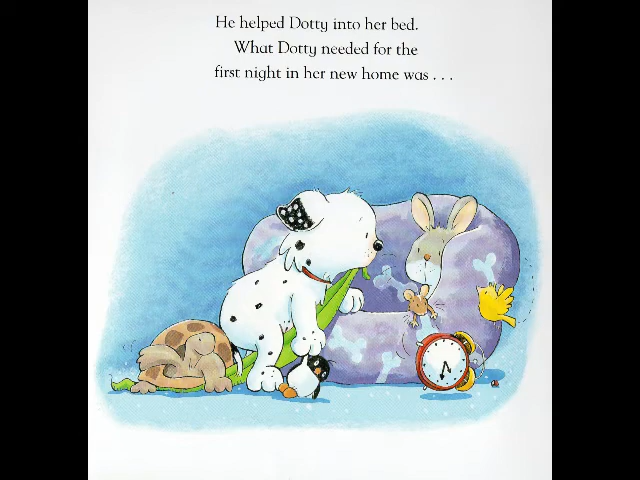 He helped Dotty into her bed.
What Dotty needed for the
first night in her new home was . . .